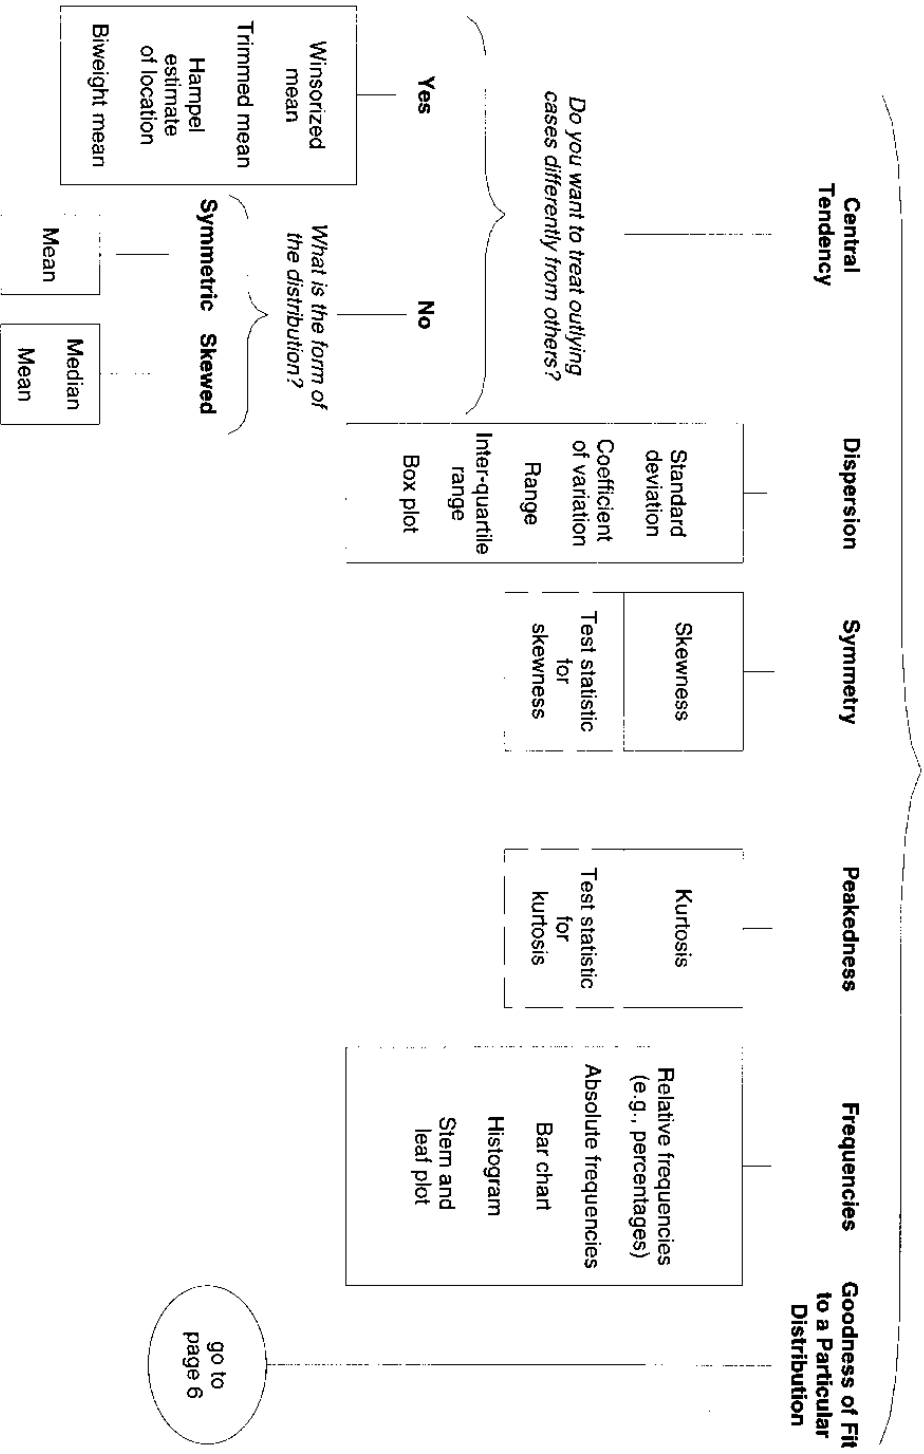 Central
Tendency
Do you want to treat outlying
cases differently from others?
Yes
Winsorized
mean
Trimmed mean
Hampel
estimate
of location
Biweight mean
No
What is the form of
the distribution?
Symmetric
Mean
Skewed
Median
Mean
Dispersion
Standard
deviation
Coefficient
of variation
Range
Inter-quartile
range
Box plot
Symmetry
Skewness
Test statistic
for
skewness
Peakedness
Kurtosis
Test statistic
for
kurtosis
Frequencies
Relative frequencies
(e.g., percentages)
Absolute frequencies
Bar chart
Histogram
Stem and
leaf plot
Goodness of Fit
to a Particular
Distribution
go to
page 6